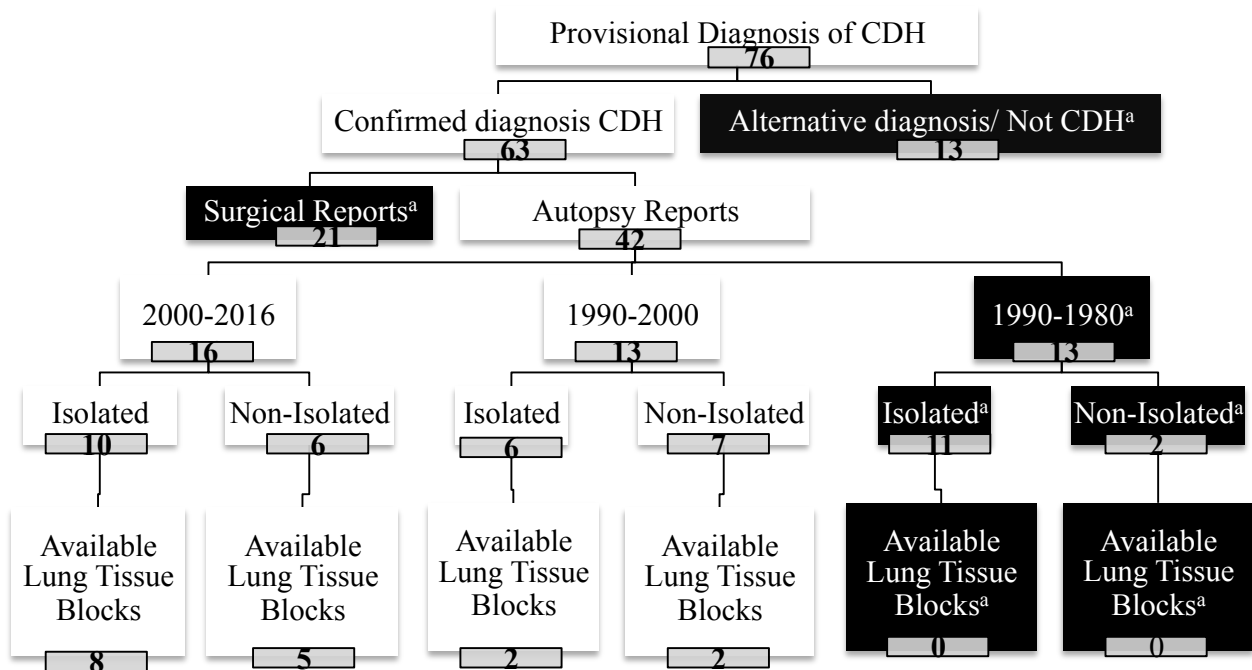 Provisional Diagnosis of CDH
76
Confirmed diagnosis CDH
63
Alternative diagnosis/ Not CDHᵃ
13
Surgical Reportsᵃ
21
Autopsy Reports
42
2000-2016
16
1990-2000
13
1990-1980ᵃ
13
Isolated
10
Non-Isolated
6
Isolated
6
Non-Isolated
7
Isolatedᵃ
11
Non-Isolatedᵃ
2
Available
Lung Tissue
Blocks
8
Available
Lung Tissue
Blocks
5
Available
Lung Tissue
Blocks
2
Available
Lung Tissue
Blocks
2
Available
Lung Tissue
Blocksᵃ
0
Available
Lung Tissue
Blocksᵃ
0